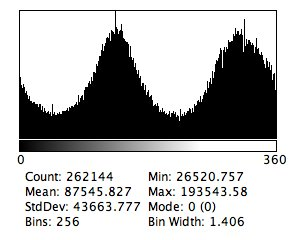 0 360
Count: 262144 Min: 26520.757
Mean: 87545.827 Max: 193543.58
StdDev: 43663.777 Mode: 0 (0)
Bins: 256 Bin Width: 1.406